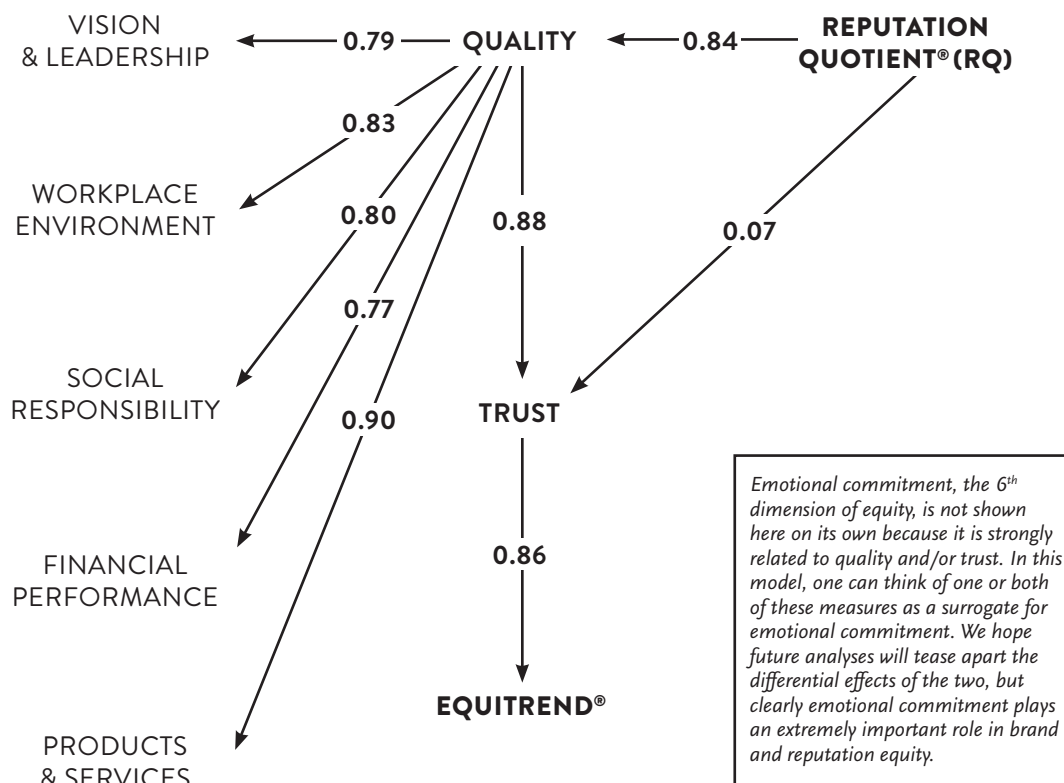 VISION
& LEADERSHIP
0.79
QUALITY
0.84
REPUTATION
QUOTIENT® (RQ)
0.83
WORKPLACE
ENVIRONMENT
0.80
0.88
0.07
0.77
SOCIAL
RESPONSIBILITY
0.90
TRUST
FINANCIAL
PERFORMANCE
0.86
EQUITREND®
PRODUCTS
& SERVICES
Emotional commitment, the 6th
dimension of equity, is not shown
here on its own because it is strongly
related to quality and/or trust. In this
model, one can think of one or both
of these measures as a surrogate for
emotional commitment. We hope
future analyses will tease apart the
differential effects of the two, but
clearly emotional commitment plays
an extremely important role in brand
and reputation equity.